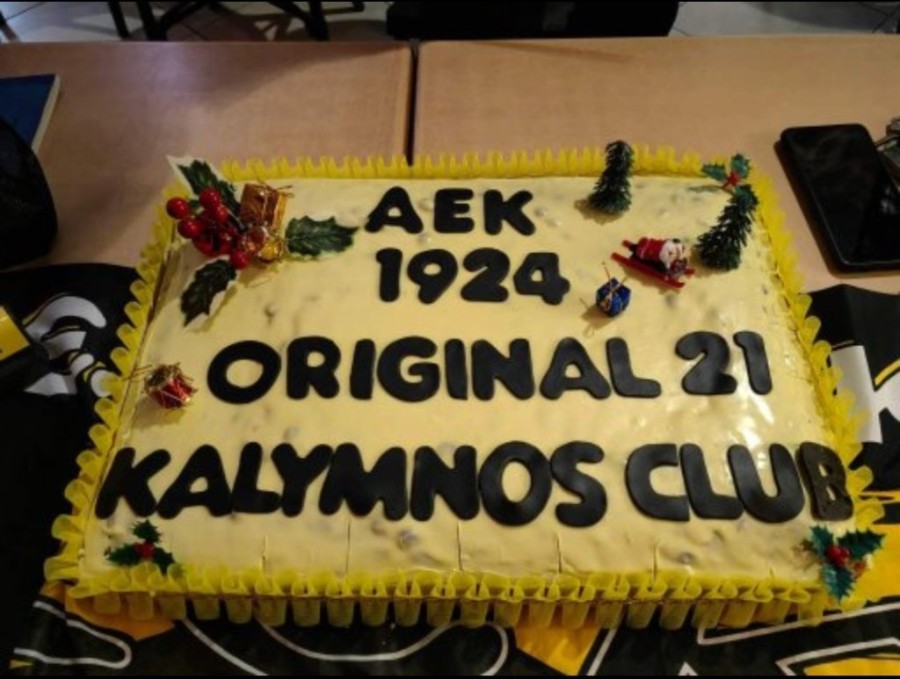 AEK
1924
ORIGINAL 21
KALYMNOS CLUB